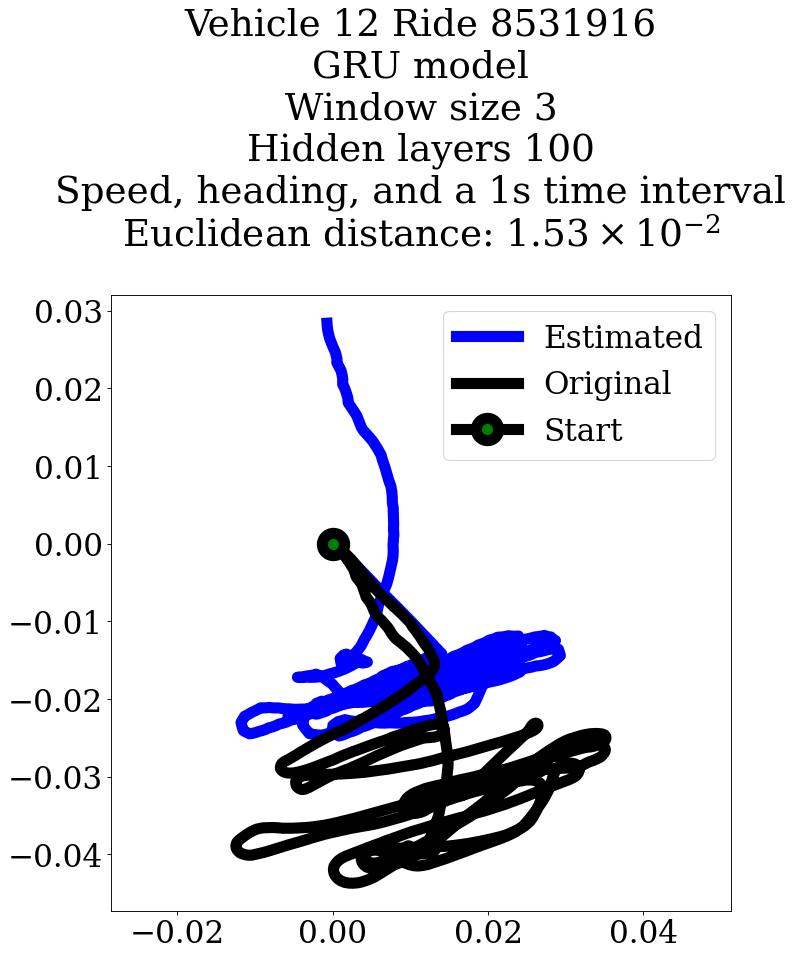 Vehicle 12 Ride 8531916
GRU model
Window size 3
Hidden layers 100
Speed, heading, and a 1s time interval
Euclidean distance: 1.53 × 10⁻²
0.03
0.02
0.01
0.00
−0.01
−0.02
−0.03
−0.04
Estimated
Original
Start
−0.02
0.00
0.02
0.04